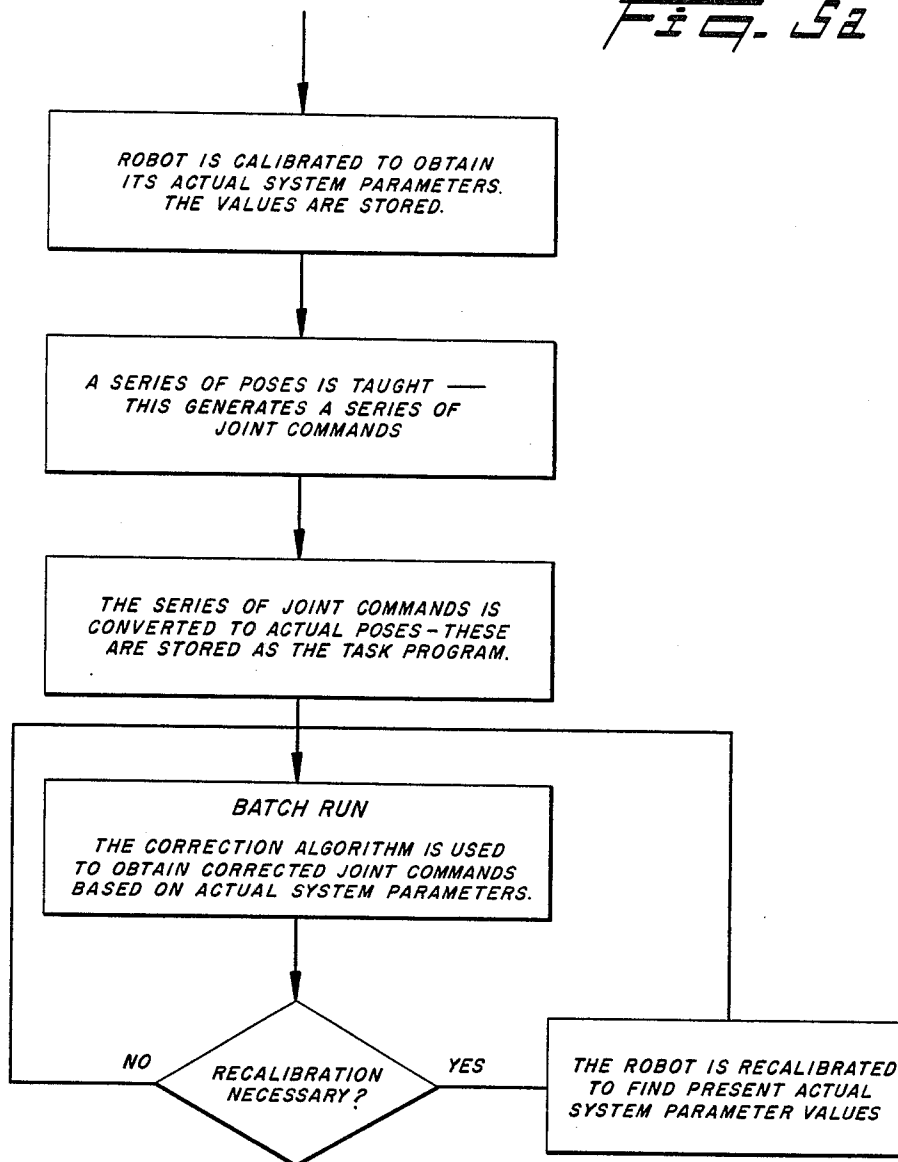 Fig. 5a
ROBOT IS CALIBRATED TO OBTAIN
ITS ACTUAL SYSTEM PARAMETERS.
THE VALUES ARE STORED.
A SERIES OF POSES IS TAUGHT —
THIS GENERATES A SERIES OF
JOINT COMMANDS
THE SERIES OF JOINT COMMANDS IS
CONVERTED TO ACTUAL POSES - THESE
ARE STORED AS THE TASK PROGRAM.
BATCH RUN
THE CORRECTION ALGORITHM IS USED
TO OBTAIN CORRECTED JOINT COMMANDS
BASED ON ACTUAL SYSTEM PARAMETERS.
NO
RECALIBRATION
NECESSARY?
YES
THE ROBOT IS RECALIBRATED
TO FIND PRESENT ACTUAL
SYSTEM PARAMETER VALUES